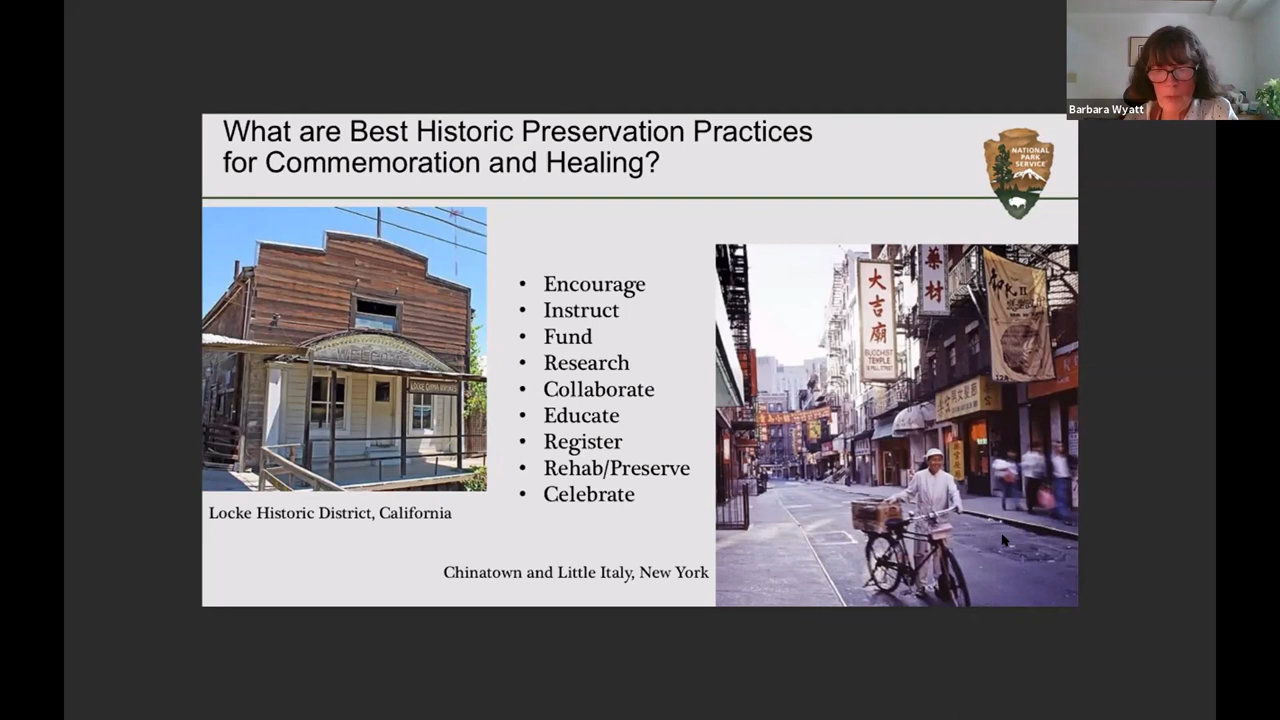 Barbara Wyatt
What are Best Historic Preservation Practices
for Commemoration and Healing?
NATIONAL
PARK
SERVICE
WELCOME
• Encourage
• Instruct
• Fund
• Research
• Collaborate
• Educate
• Register
• Rehab/Preserve
• Celebrate
Locke Historic District, California
大吉廟
BUDDHIST
TEMPLE
藥材
Chinatown and Little Italy, New York